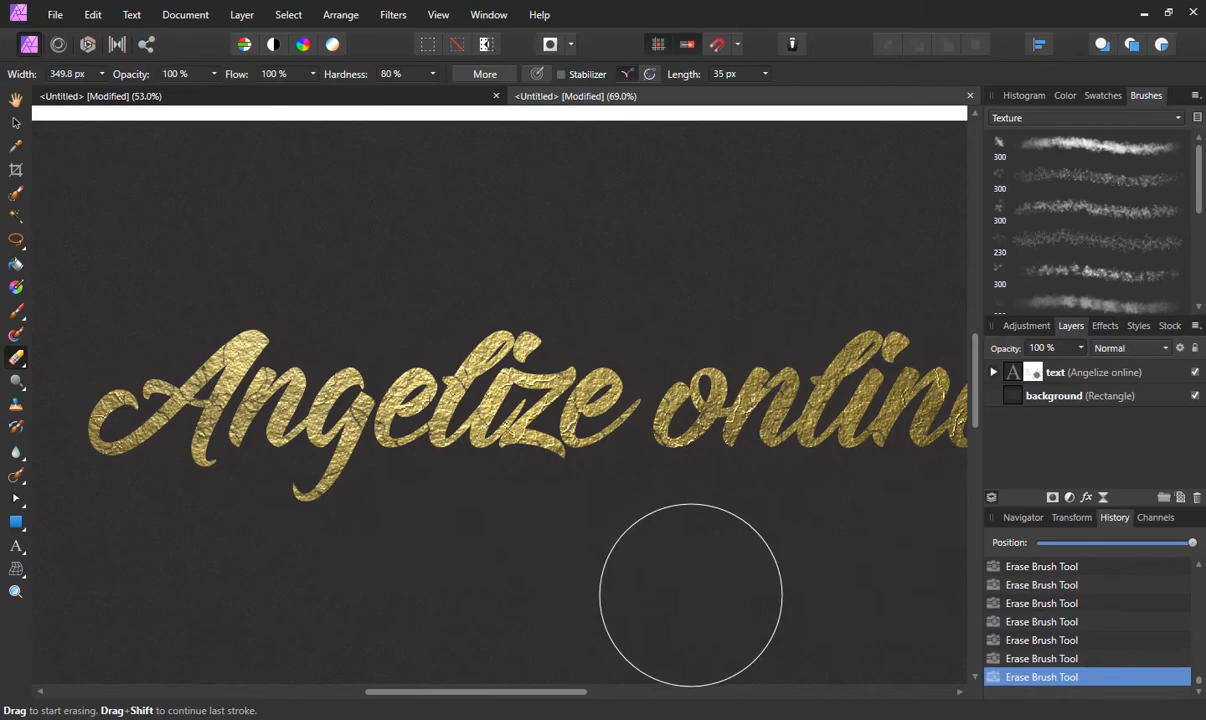 File Edit Text Document Layer Select Arrange Filters View Window Help
Width: 349.8 px Opacity: 100 % Flow: 100 % Hardness: 80 % More Stabilizer Length: 35 px
<Untitled> [Modified] (53.0%) <Untitled> [Modified] (69.0%)
Histogram Color Swatches Brushes
Texture
300
300
300
230
300
Angelize online
Adjustment Layers Effects Styles Stock
Opacity: 100 % Normal
text (Angelize online)
background (Rectangle)
Navigator Transform History Channels
Position:
Erase Brush Tool
Erase Brush Tool
Erase Brush Tool
Erase Brush Tool
Erase Brush Tool
Erase Brush Tool
Erase Brush Tool
Drag to start erasing. Drag+Shift to continue last stroke.